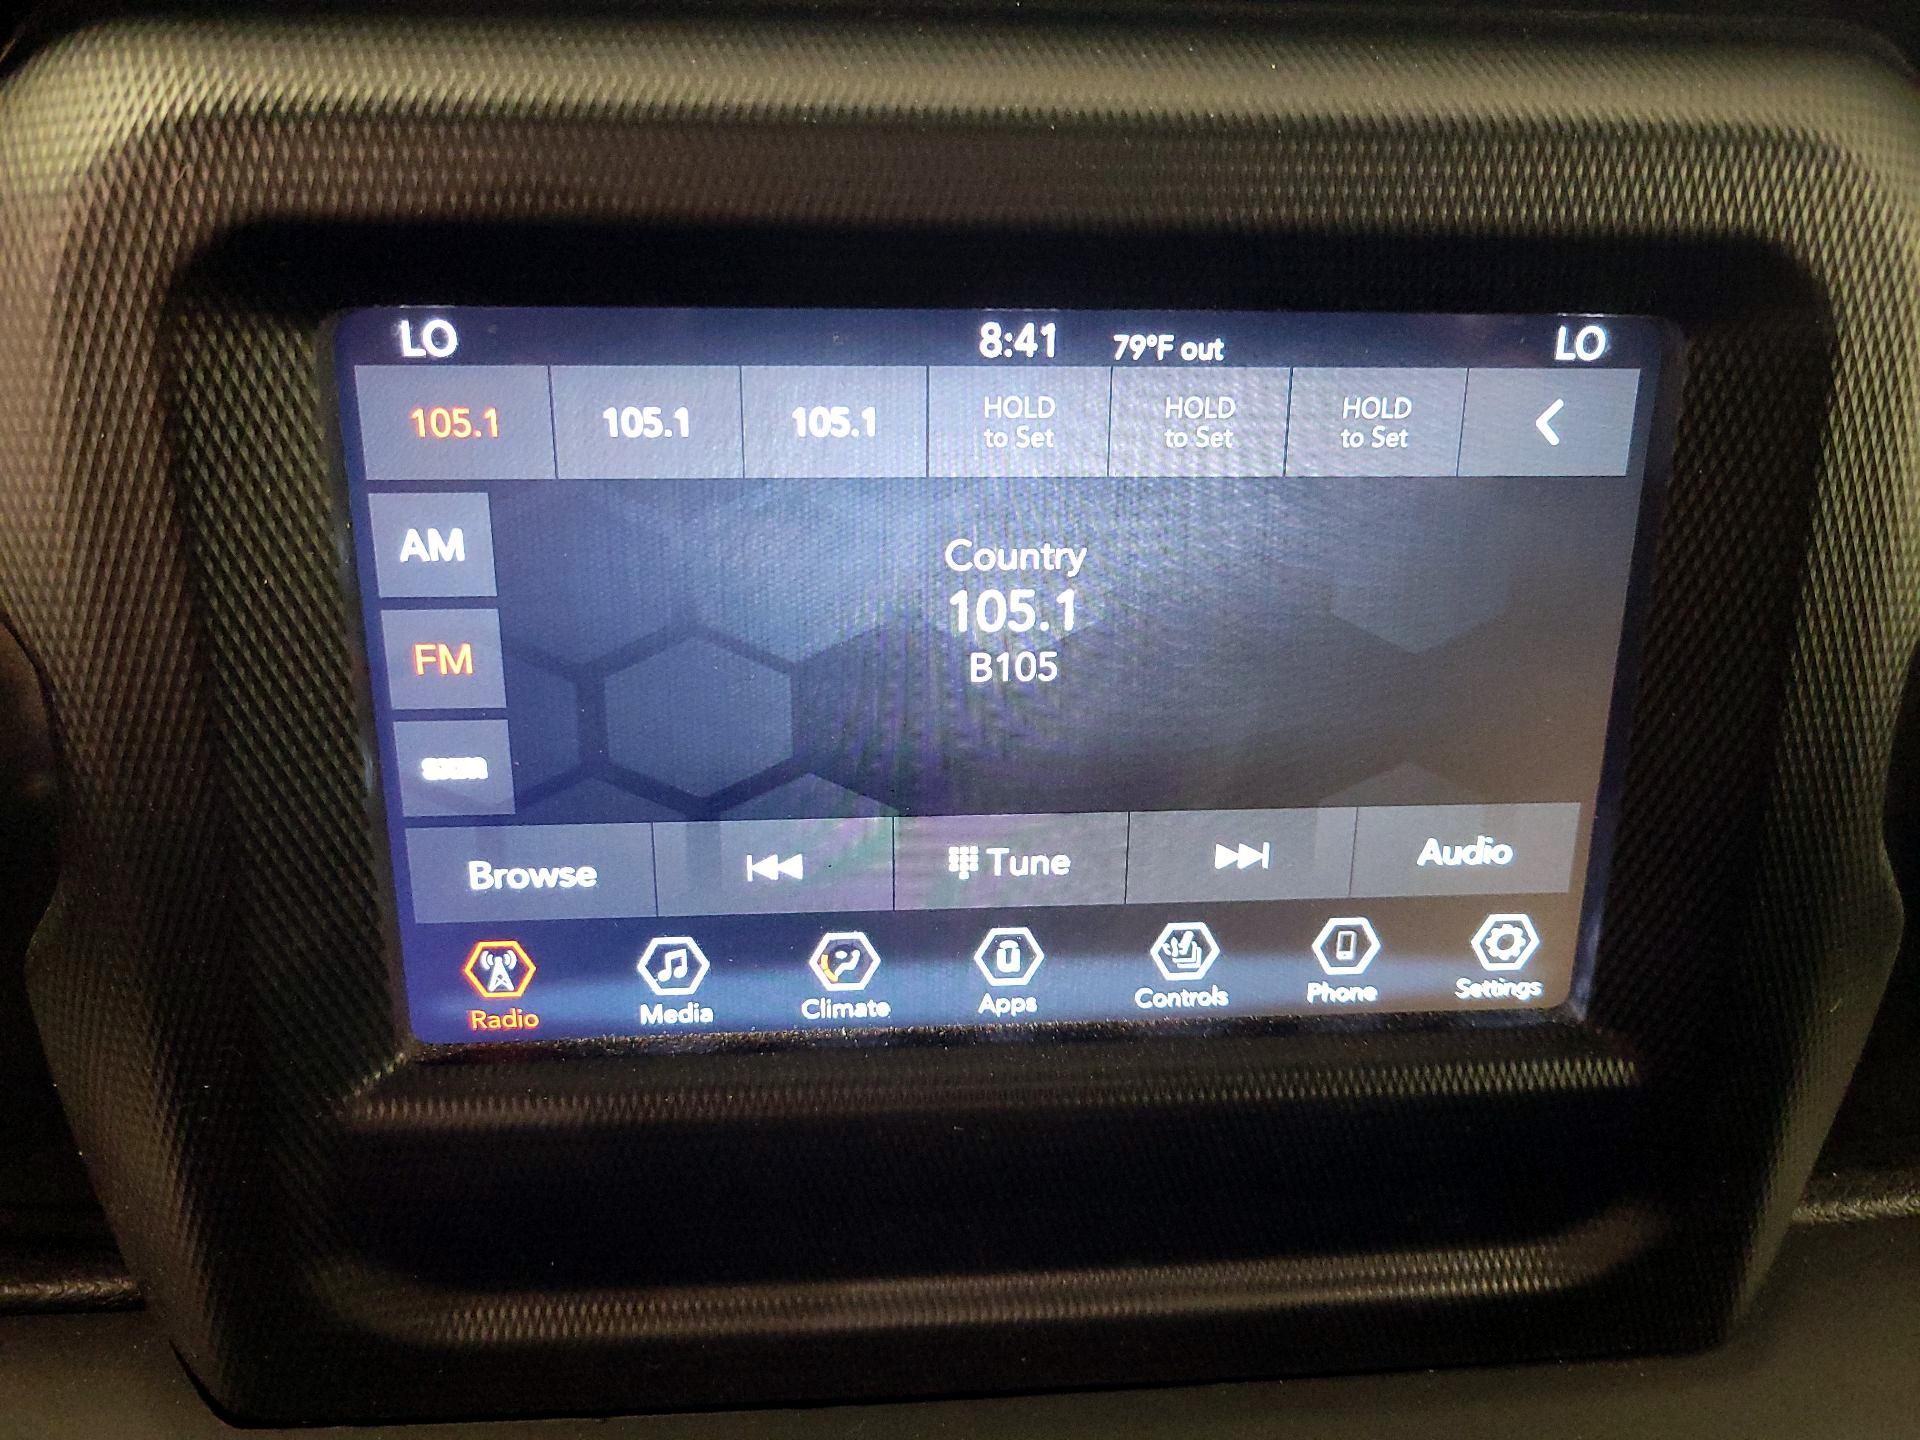 LO 8:41 79°F out LO
105.1 105.1 105.1 HOLD HOLD HOLD
to Set to Set to Set
AM
Country
105.1
FM
B105
Browse Tune Audio
Radio Media Climate Apps Controls Phone Settings